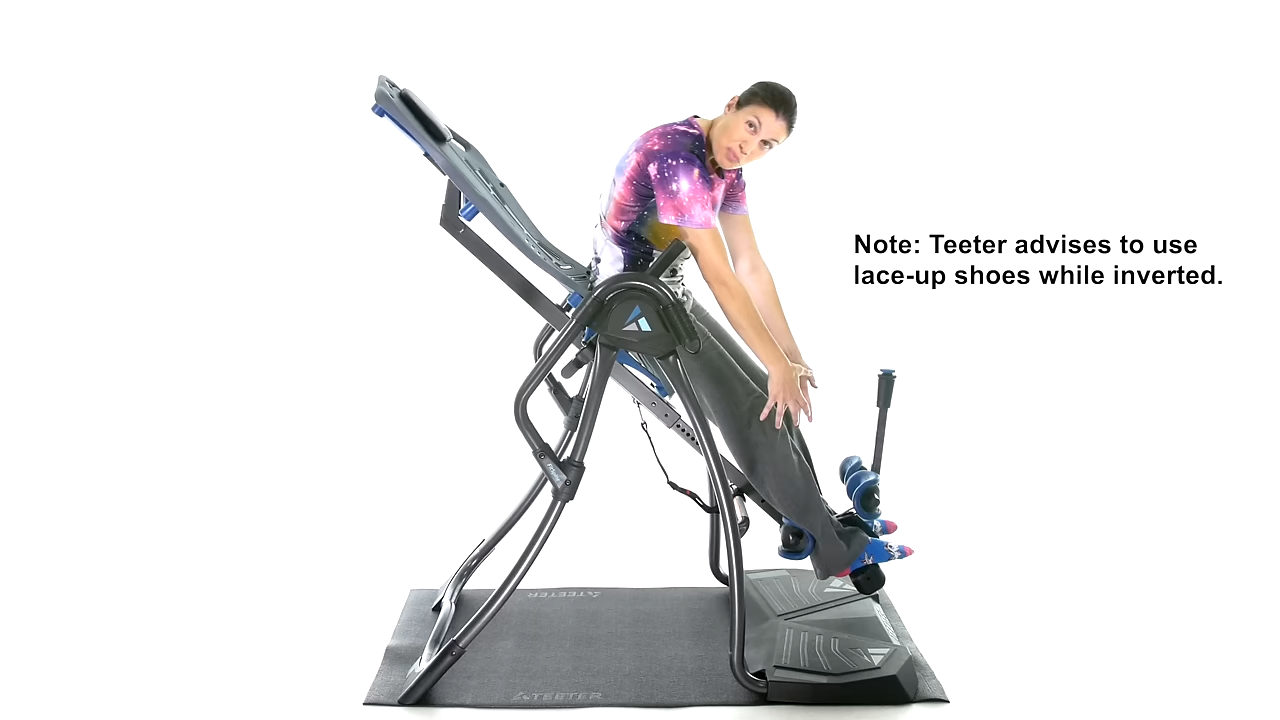 Note: Teeter advises to use
lace-up shoes while inverted.
TEETER
TEETER